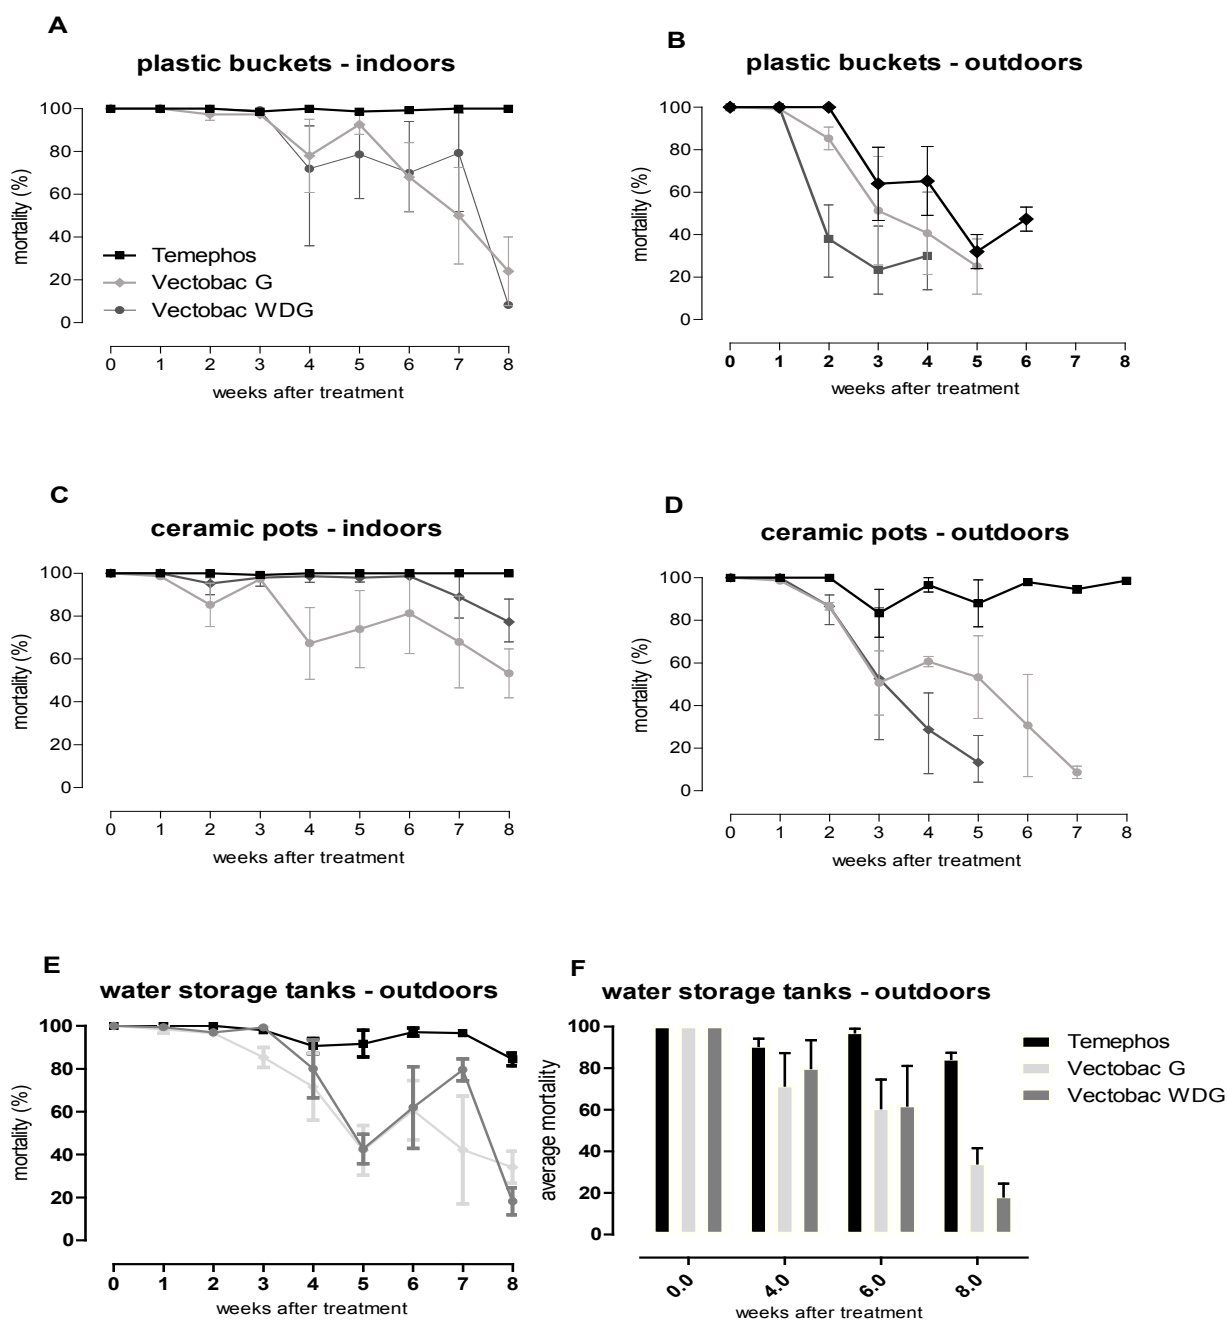 A
plastic buckets - indoors
100
80
60
40
20
0
mortality (%)
Temephos
Vectobac G
Vectobac WDG
0 1 2 3 4 5 6 7 8
weeks after treatment
B
plastic buckets - outdoors
100
80
60
40
20
0
mortality (%)
0 1 2 3 4 5 6 7 8
weeks after treatment
C
ceramic pots - indoors
100
80
60
40
20
0
mortality (%)
0 1 2 3 4 5 6 7 8
weeks after treatment
D
ceramic pots - outdoors
100
80
60
40
20
0
mortality (%)
0 1 2 3 4 5 6 7 8
weeks after treatment
E
water storage tanks - outdoors
100
80
60
40
20
0
mortality (%)
0 1 2 3 4 5 6 7 8
weeks after treatment
F
water storage tanks - outdoors
100
80
60
40
20
0
average mortality
Temephos
Vectobac G
Vectobac WDG
0.0 4.0 6.0 8.0
weeks after treatment